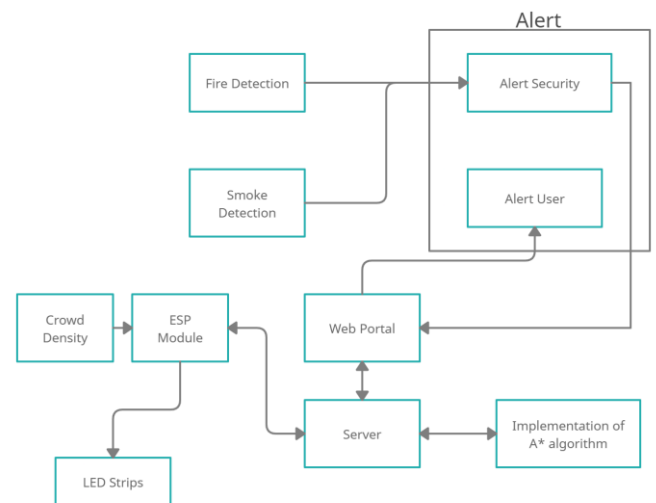 Alert
Fire Detection
Alert Security
Smoke
Detection
Alert User
Crowd
Density
ESP
Module
Web Portal
Server
Implementation of
A* algorithm
LED Strips